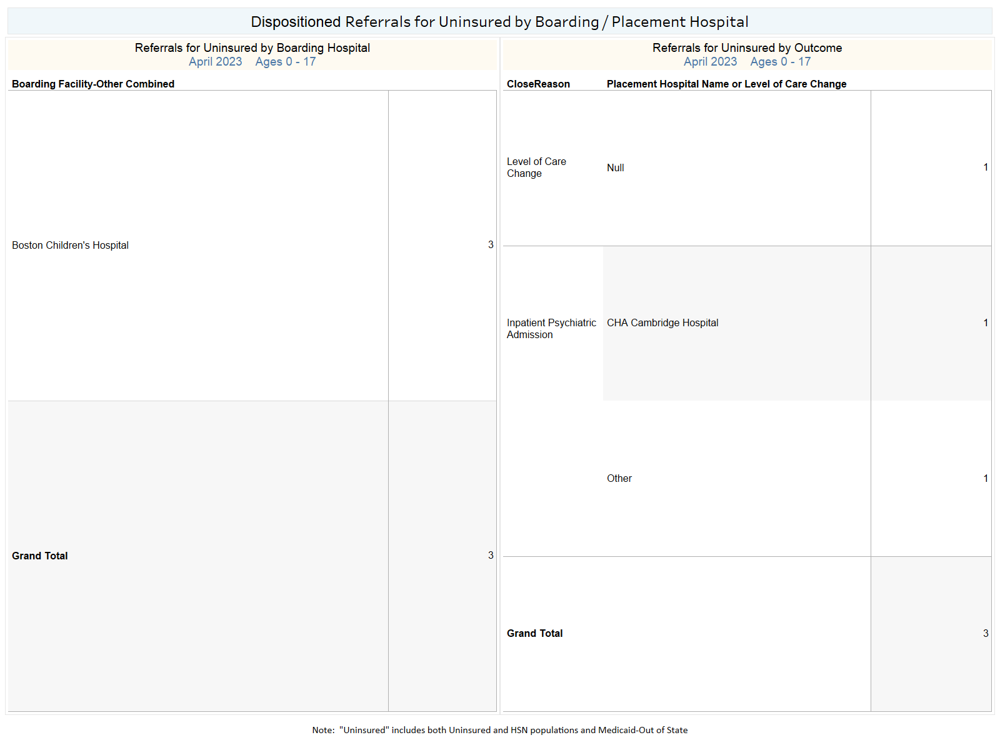 Dispositioned Referrals for Uninsured by Boarding / Placement Hospital
Referrals for Uninsured by Boarding Hospital
April 2023 Ages 0 - 17
Boarding Facility-Other Combined
Boston Children's Hospital 3
Grand Total 3
Referrals for Uninsured by Outcome
April 2023 Ages 0 - 17
CloseReason Placement Hospital Name or Level of Care Change
Level of Care
Change
Null 1
Inpatient Psychiatric
Admission
CHA Cambridge Hospital 1
Other 1
Grand Total 3
Note: "Uninsured" includes both Uninsured and HSN populations and Medicaid-Out of State